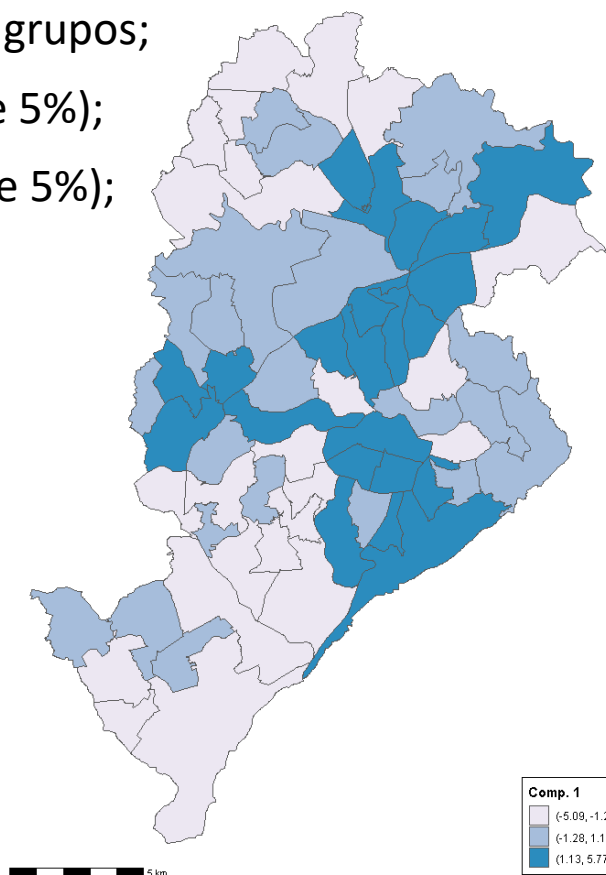 grupos;
e 5%);
e 5%);
Comp. 1
(-5.09, -1.2
(-1.28, 1.1
(1.13, 5.77
5 km